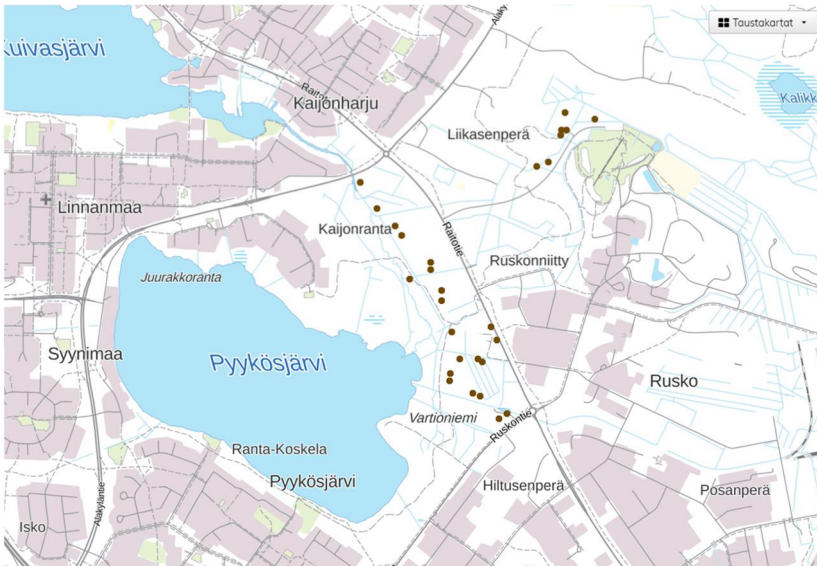 Taustakartat
Kuivasjärvi
Raitotie
Kaijonharju
Liikasenperä
Linnanmaa
Kaijonranta
Raitotie
Ruskonniitty
Juurakkoranta
Syynimaa
Pyykösjärvi
Rusko
Vartioniemi
Ruskontie
Ranta-Koskela
Pyykösjärvi
Hiltusenperä
Posanperä
Alakyläntie
Isko